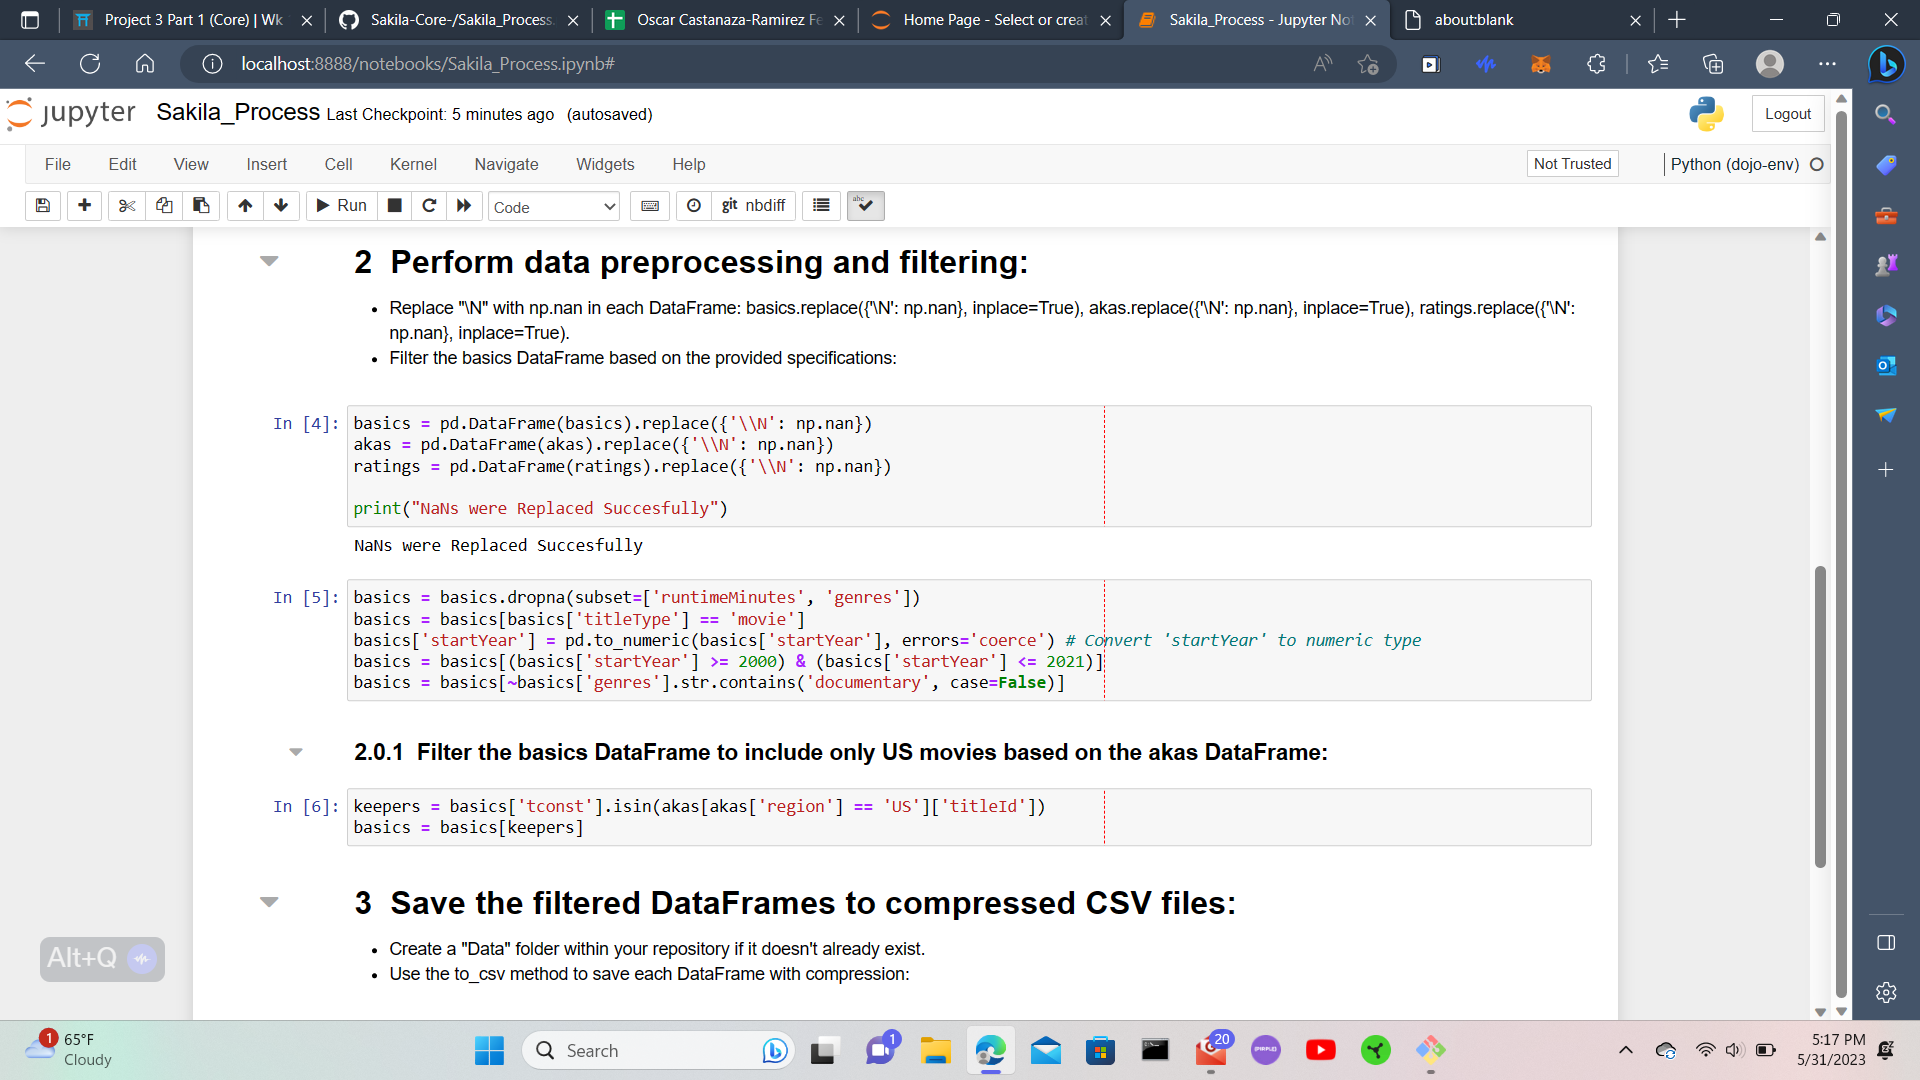 Project 3 Part 1 (Core) | Wk
Sakila-Core-/Sakila_Process.
Oscar Castanaza-Ramirez Fe
Home Page - Select or creat
Sakila_Process - Jupyter Not
about:blank
localhost:8888/notebooks/Sakila_Process.ipynb#
jupyter Sakila_Process Last Checkpoint: 5 minutes ago (autosaved)
Logout
File Edit View Insert Cell Kernel Navigate Widgets Help
Not Trusted
Python (dojo-env)
Run
Code
git nbdiff
abc
2 Perform data preprocessing and filtering:
• Replace "\N" with np.nan in each DataFrame: basics.replace({'\N': np.nan}, inplace=True), akas.replace({'\N': np.nan}, inplace=True), ratings.replace({'\N':
np.nan}, inplace=True).
• Filter the basics DataFrame based on the provided specifications:
In [4]:
basics = pd.DataFrame(basics).replace({'\\N': np.nan})
akas = pd.DataFrame(akas).replace({'\\N': np.nan})
ratings = pd.DataFrame(ratings).replace({'\\N': np.nan})
print("NaNs were Replaced Succesfully")
NaNs were Replaced Succesfully
In [5]:
basics = basics.dropna(subset=['runtimeMinutes', 'genres'])
basics = basics[basics['titleType'] == 'movie']
basics['startYear'] = pd.to_numeric(basics['startYear'], errors='coerce') # Convert 'startYear' to numeric type
basics = basics[(basics['startYear'] >= 2000) & (basics['startYear'] <= 2021)]
basics = basics[~basics['genres'].str.contains('documentary', case=False)]
2.0.1 Filter the basics DataFrame to include only US movies based on the akas DataFrame:
In [6]:
keepers = basics['tconst'].isin(akas[akas['region'] == 'US']['titleId'])
basics = basics[keepers]
3 Save the filtered DataFrames to compressed CSV files:
• Create a "Data" folder within your repository if it doesn't already exist.
• Use the to_csv method to save each DataFrame with compression:
Alt+Q
1
65°F
Cloudy
Search
1
20
5:17 PM
5/31/2023